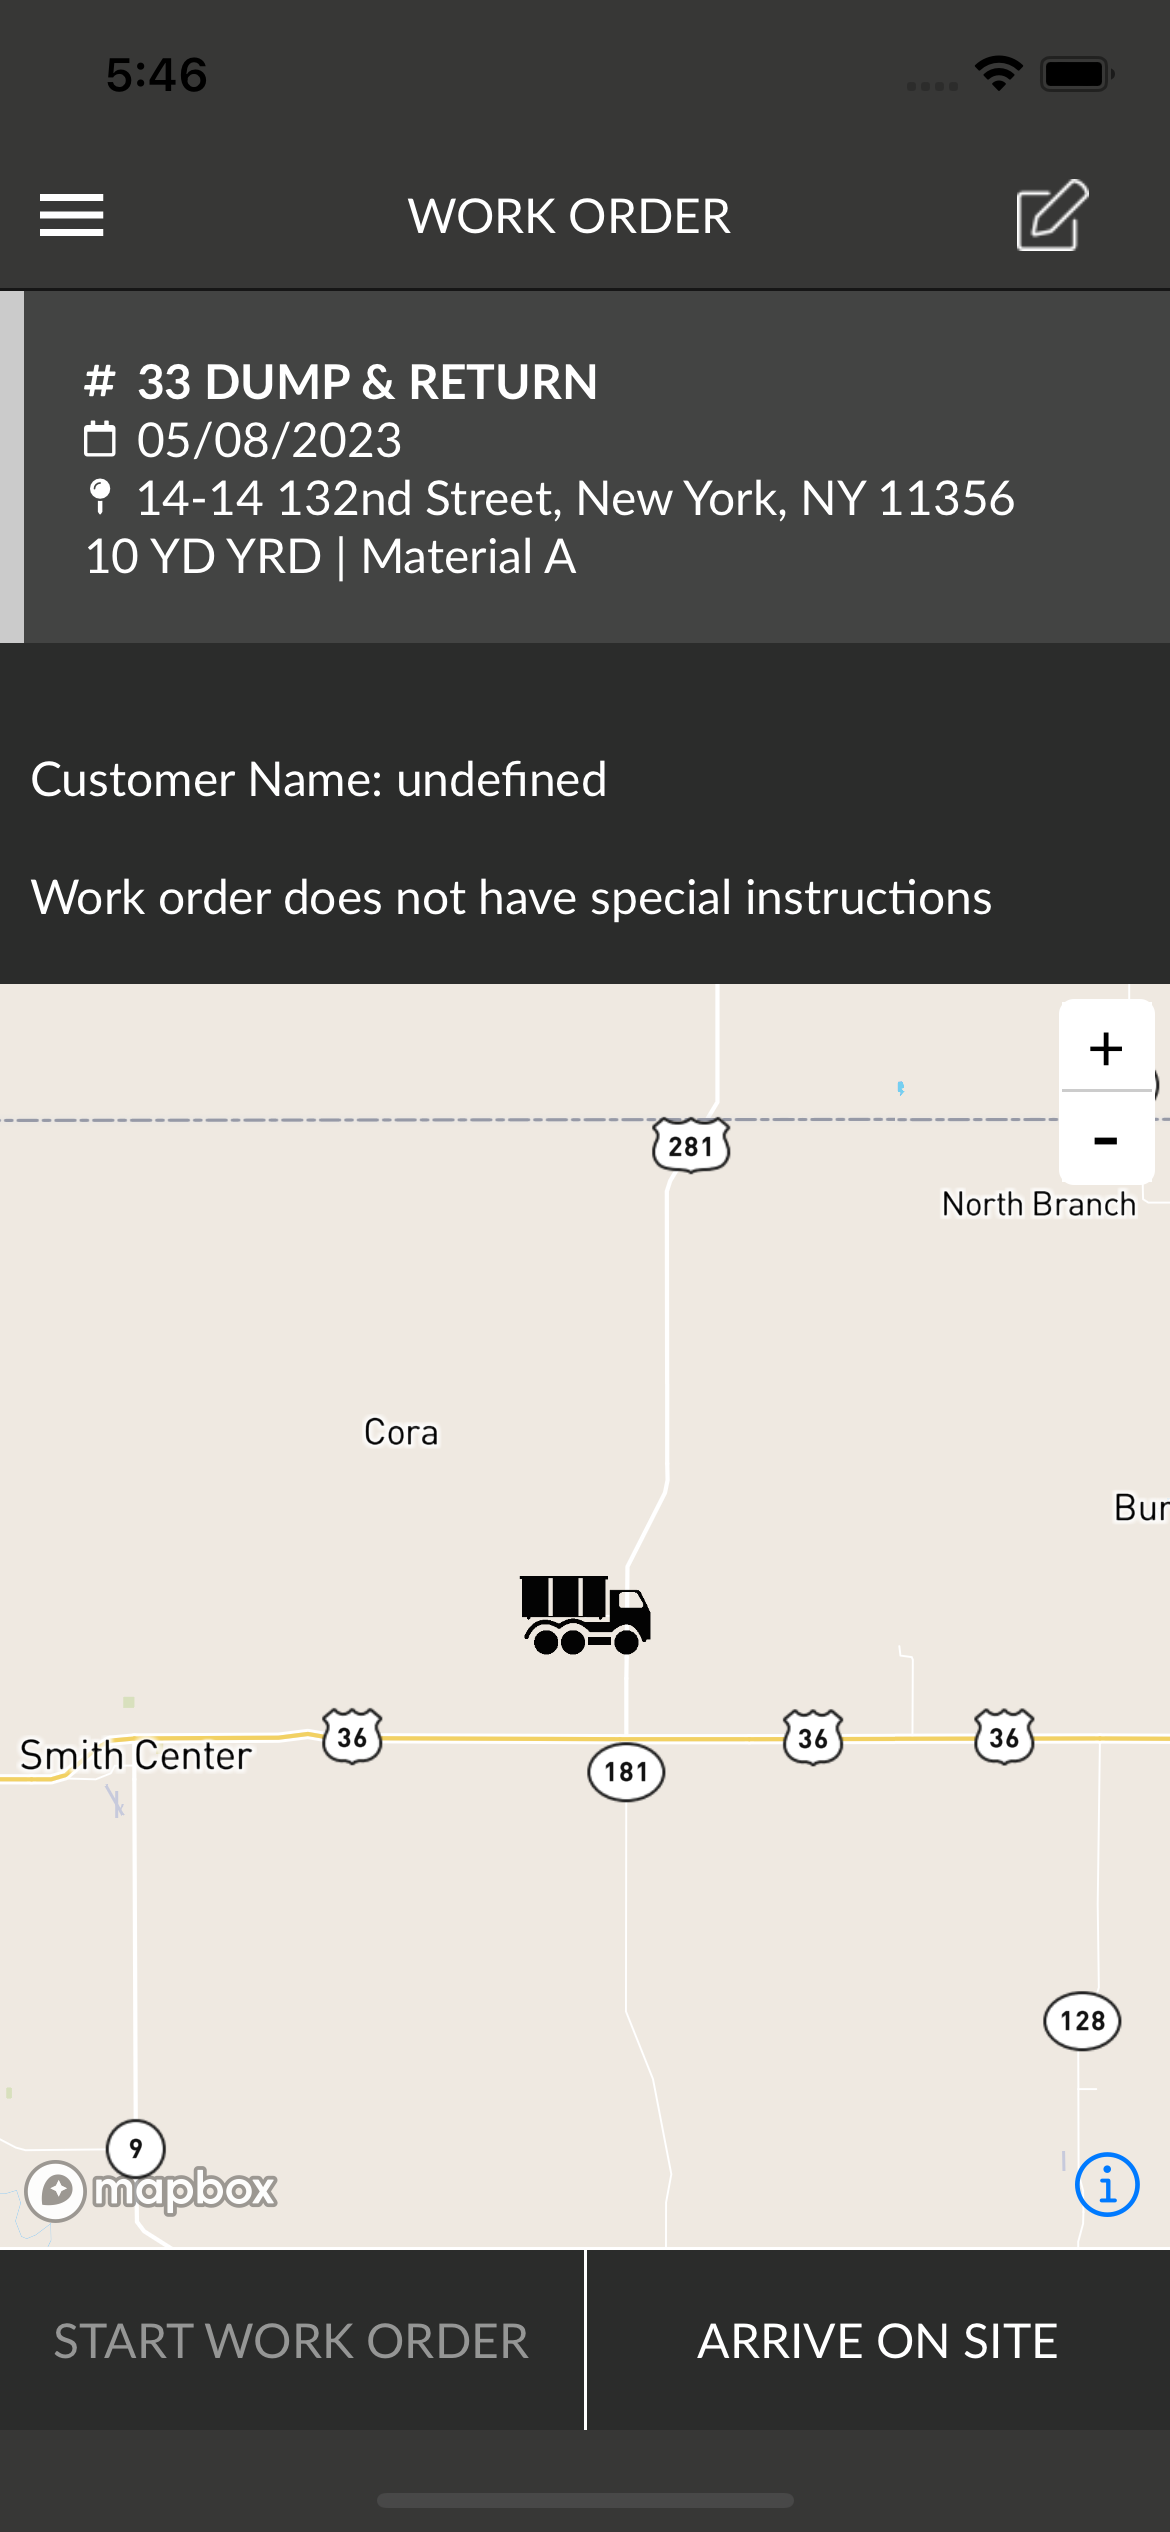 5:46
WORK ORDER
# 33 DUMP & RETURN
05/08/2023
14-14 132nd Street, New York, NY 11356
10 YD YRD | Material A
Customer Name: undefined
Work order does not have special instructions
+
-
281
North Branch
Cora
Bur
36
36
36
Smith Center
181
128
9
mapbox
i
START WORK ORDER
ARRIVE ON SITE